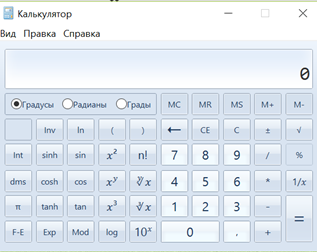 Калькулятор
Вид Правка Справка
0
Градусы Радианы Грады MC MR MS M+ M-
Inv ln ( ) ← CE C ± √
Int sinh sin x² n! 7 8 9 / %
dms cosh cos xʸ ʸ√x 4 5 6 * 1/x
π tanh tan x³ ³√x 1 2 3 - =
F-E Exp Mod log 10ˣ 0 , +